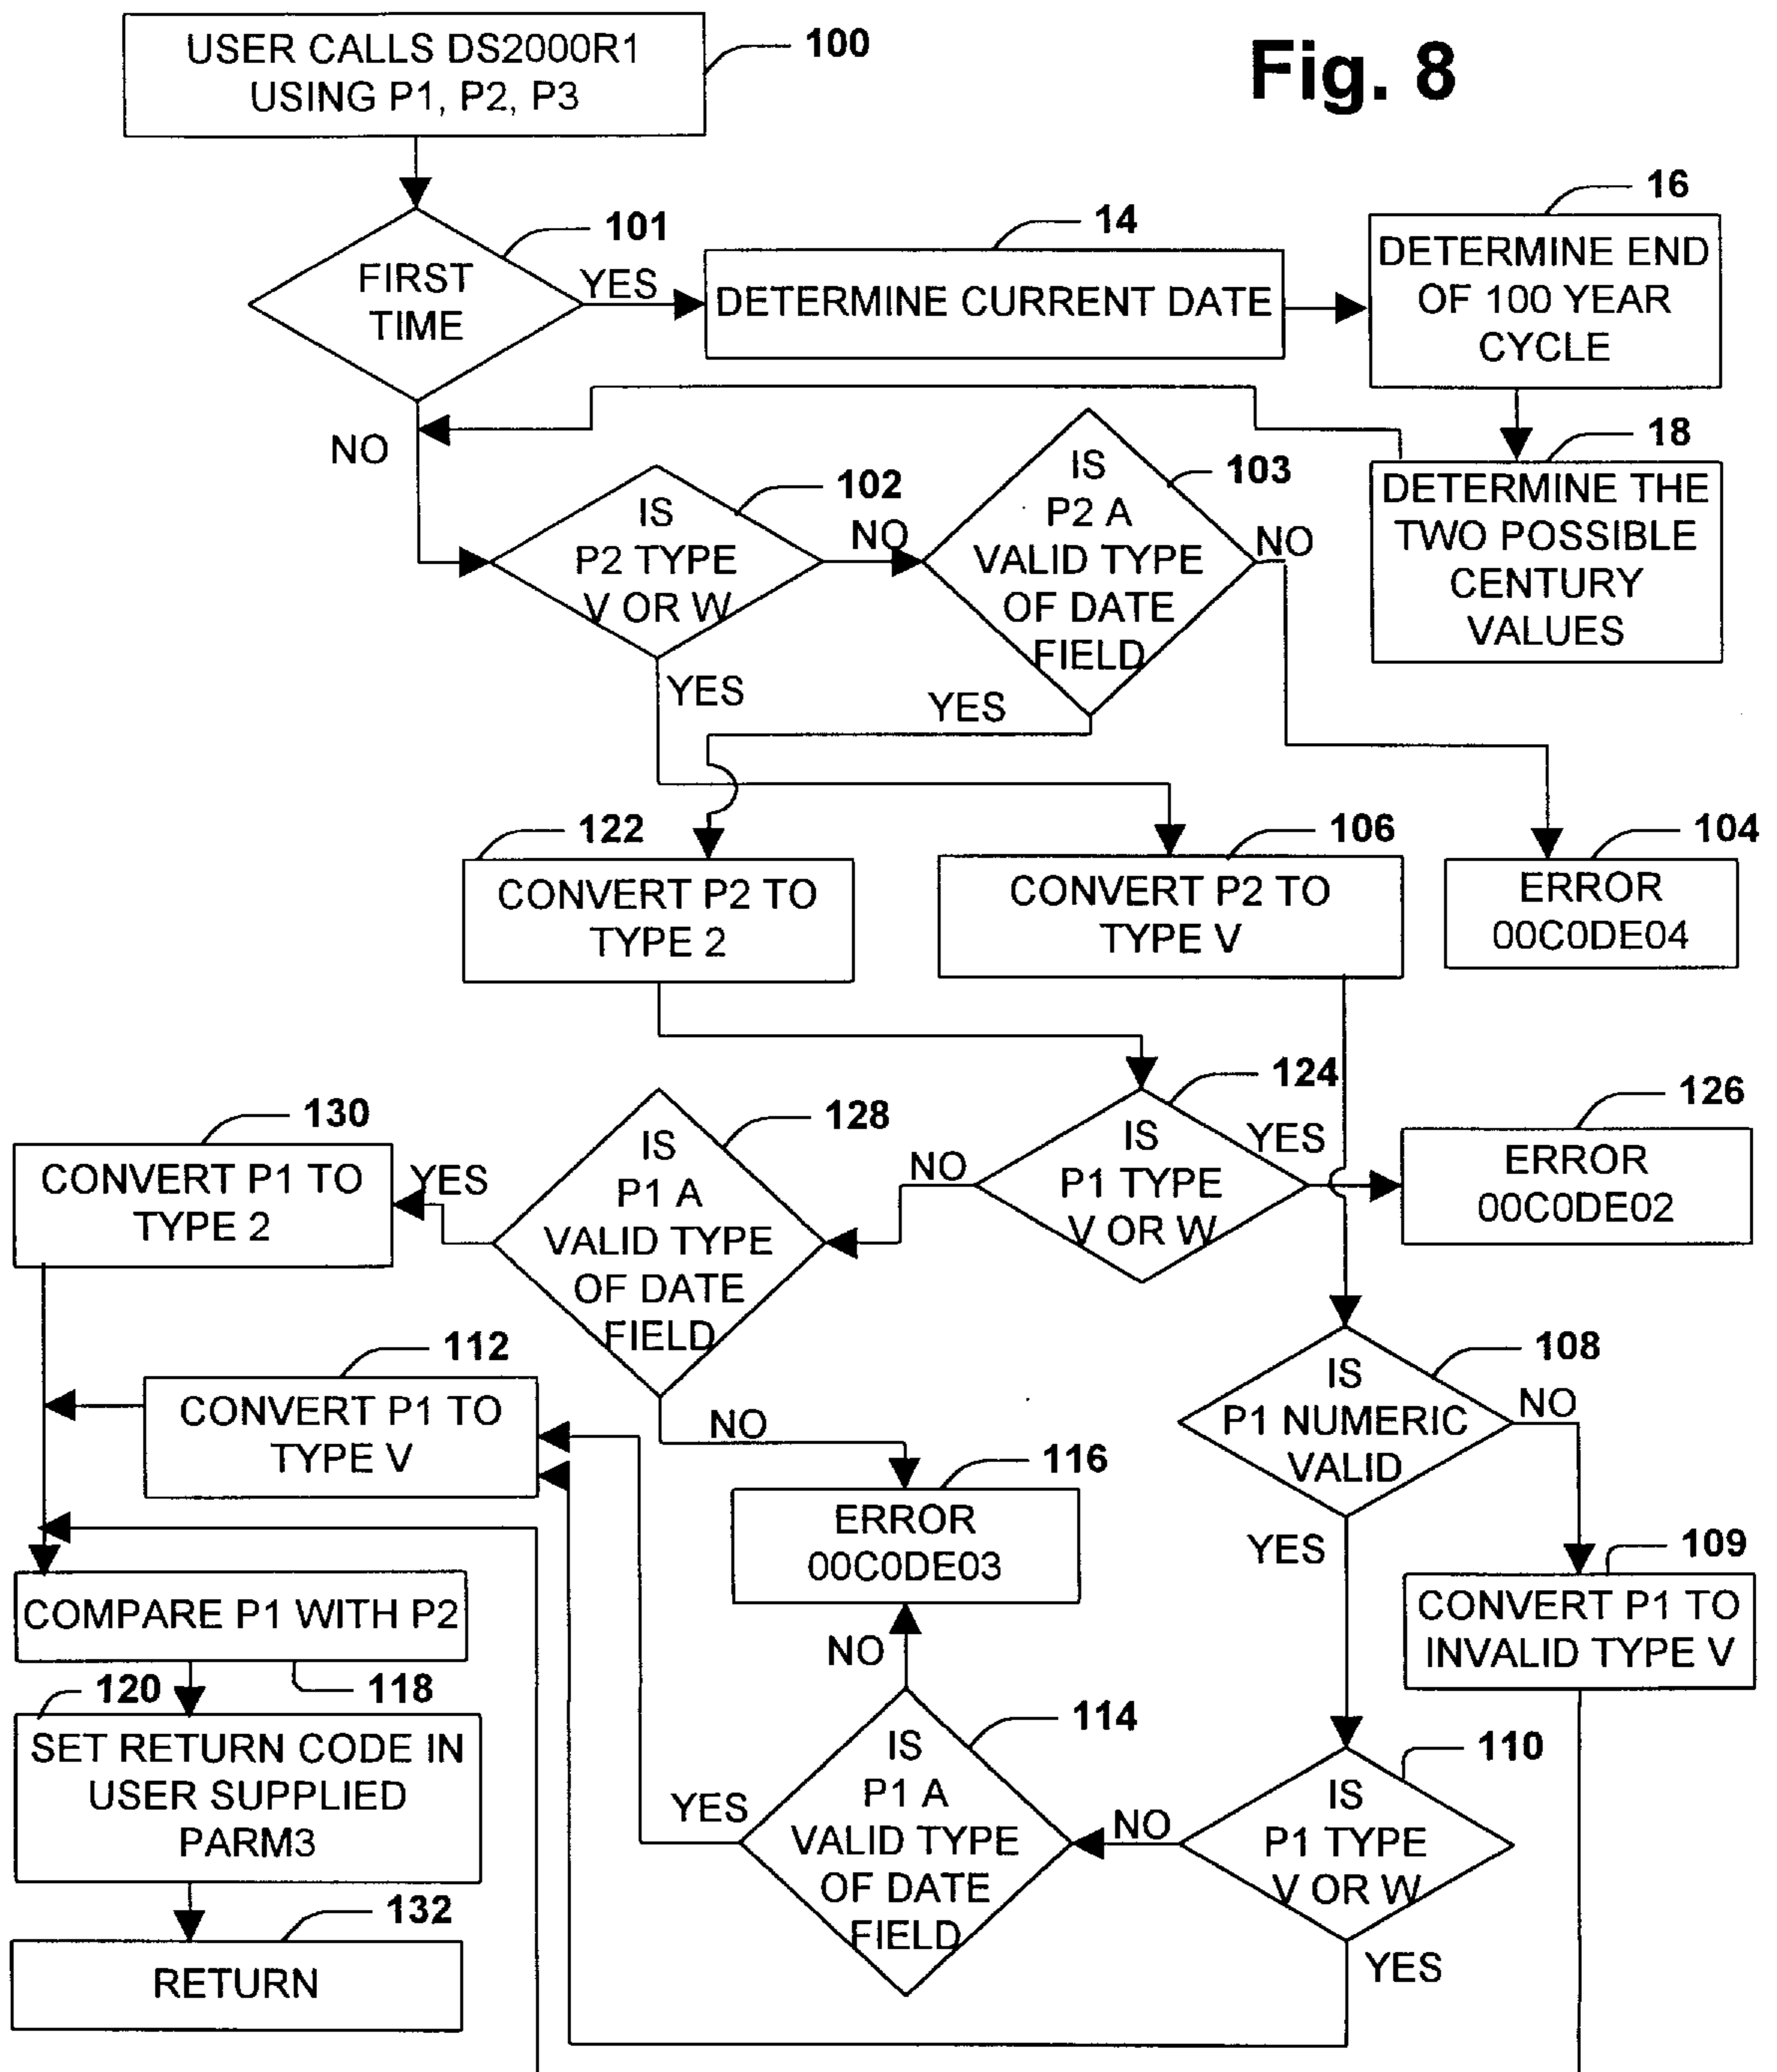 USER CALLS DS2000R1
USING P1, P2, P3
100
Fig. 8
FIRST
TIME
101
YES
NO
14
DETERMINE CURRENT DATE
16
DETERMINE END
OF 100 YEAR
CYCLE
18
DETERMINE THE
TWO POSSIBLE
CENTURY
VALUES
IS
P2 TYPE
V OR W
102
NO
YES
IS
P2 A
VALID TYPE
OF DATE
FIELD
103
NO
YES
122
CONVERT P2 TO
TYPE 2
106
CONVERT P2 TO
TYPE V
104
ERROR
00C0DE04
130
CONVERT P1 TO
TYPE 2
YES
IS
P1 A
VALID TYPE
OF DATE
FIELD
128
NO
NO
IS
P1 TYPE
V OR W
124
YES
126
ERROR
00C0DE02
112
CONVERT P1 TO
TYPE V
116
ERROR
00C0DE03
IS
P1 NUMERIC
VALID
108
NO
YES
109
CONVERT P1 TO
INVALID TYPE V
COMPARE P1 WITH P2
118
120
SET RETURN CODE IN
USER SUPPLIED
PARM3
132
RETURN
NO
IS
P1 A
VALID TYPE
OF DATE
FIELD
114
YES
NO
IS
P1 TYPE
V OR W
110
YES